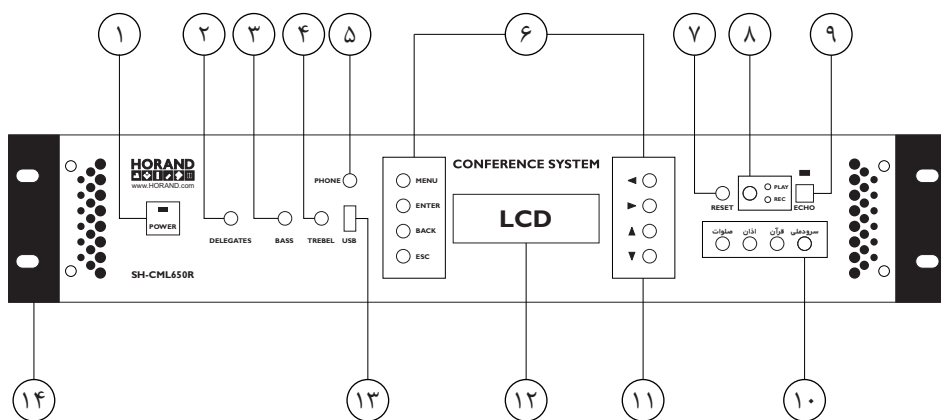 ۱ ۲ ۳ ۴ ۵ ۶ ۷ ۸ ۹
HORAND
www.HORAND.com
POWER
DELEGATES
BASS
TREBEL
USB
PHONE
SH-CML650R
MENU
ENTER
BACK
ESC
CONFERENCE SYSTEM
LCD
RESET
PLAY
REC
ECHO
سرود ملی قرآن اذان صلوات
۱۴ ۱۳ ۱۲ ۱۱ ۱۰